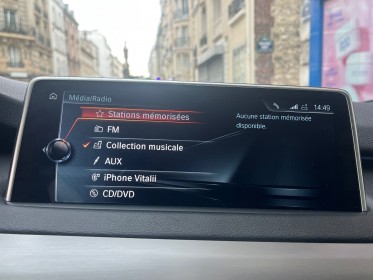 Média/Radio
14:49
Stations mémorisées
FM
Collection musicale
AUX
iPhone Vitalii
CD/DVD
Aucune station mémorisée
disponible.